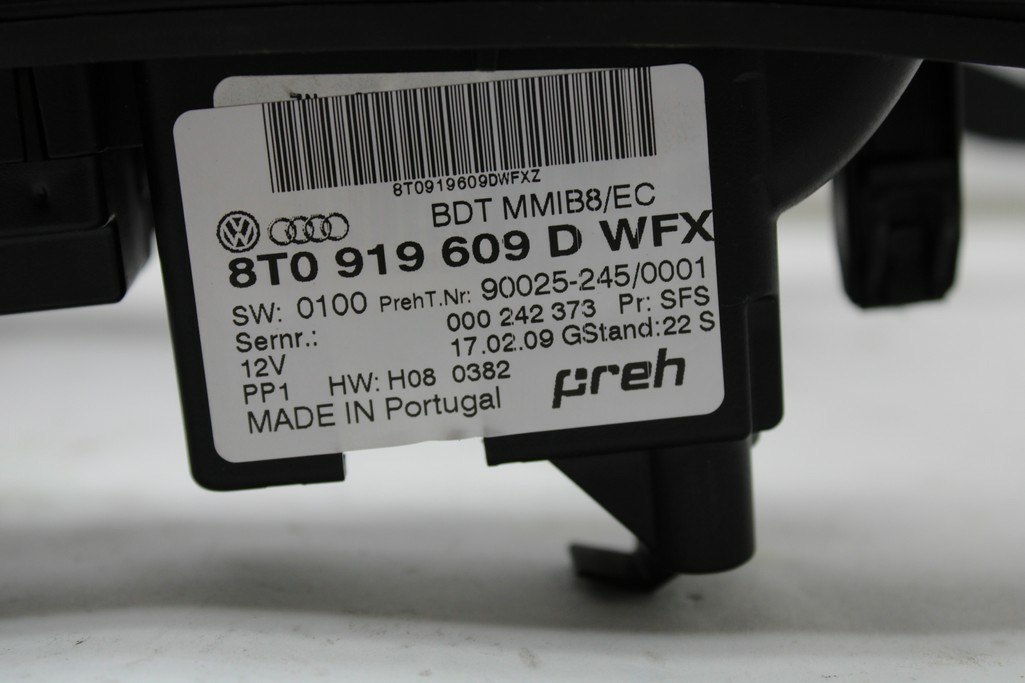 8T0919609DWFXZ
BDT MMIB8/EC
8T0 919 609 D WFX
SW: 0100 PrehT.Nr: 90025-245/0001
Sernr.: 000 242 373 Pr: SFS
12V 17.02.09 GStand:22 S
PP1 HW: H08 0382 preh
MADE IN Portugal